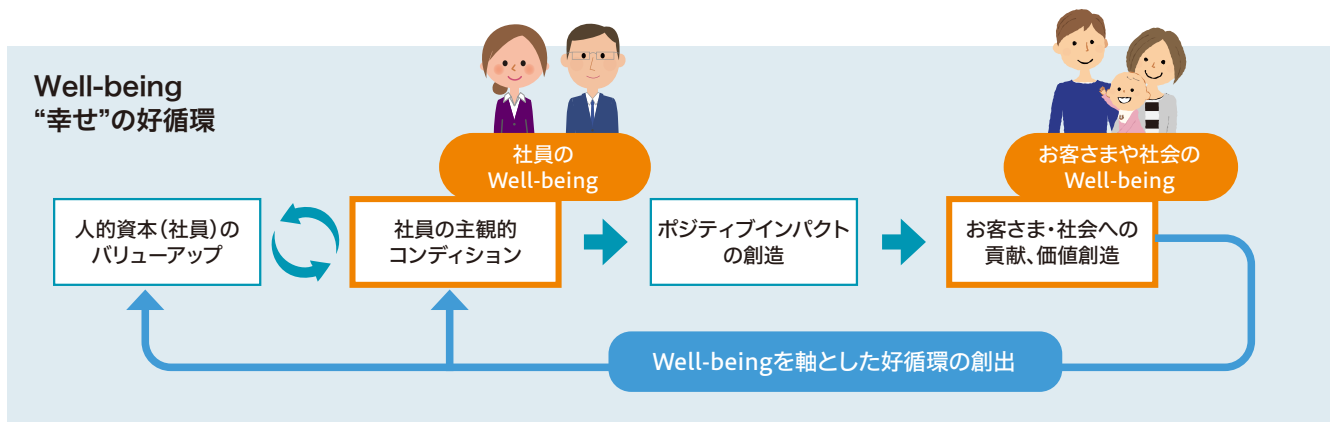 Well-being
“幸せ”の好循環
社員の
Well-being
お客さまや社会の
Well-being
人的資本（社員）の
バリューアップ
社員の主観的
コンディション
ポジティブインパクト
の創造
お客さま・社会への
貢献、価値創造
Well-beingを軸とした好循環の創出